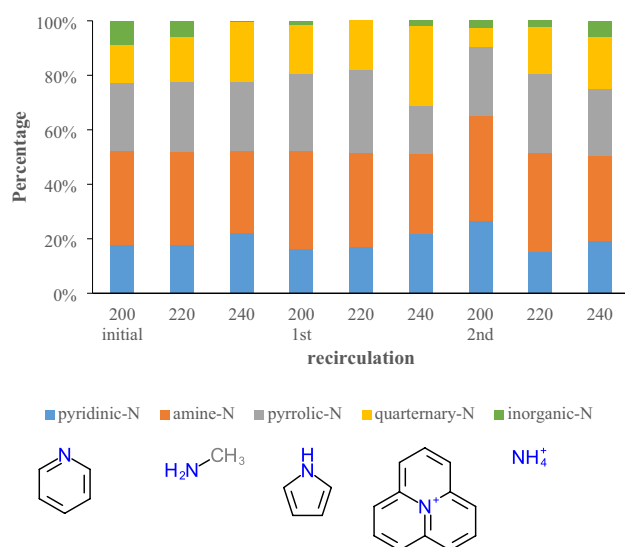 100%
80%
60%
40%
20%
0%
Percentage
200 220 240 200 220 240 200 220 240
initial 1st 2nd
recirculation
pyridinic-N amine-N pyrrolic-N quarternary-N inorganic-N
N
H₂N CH₃
H
N
N⁺
NH₄⁺